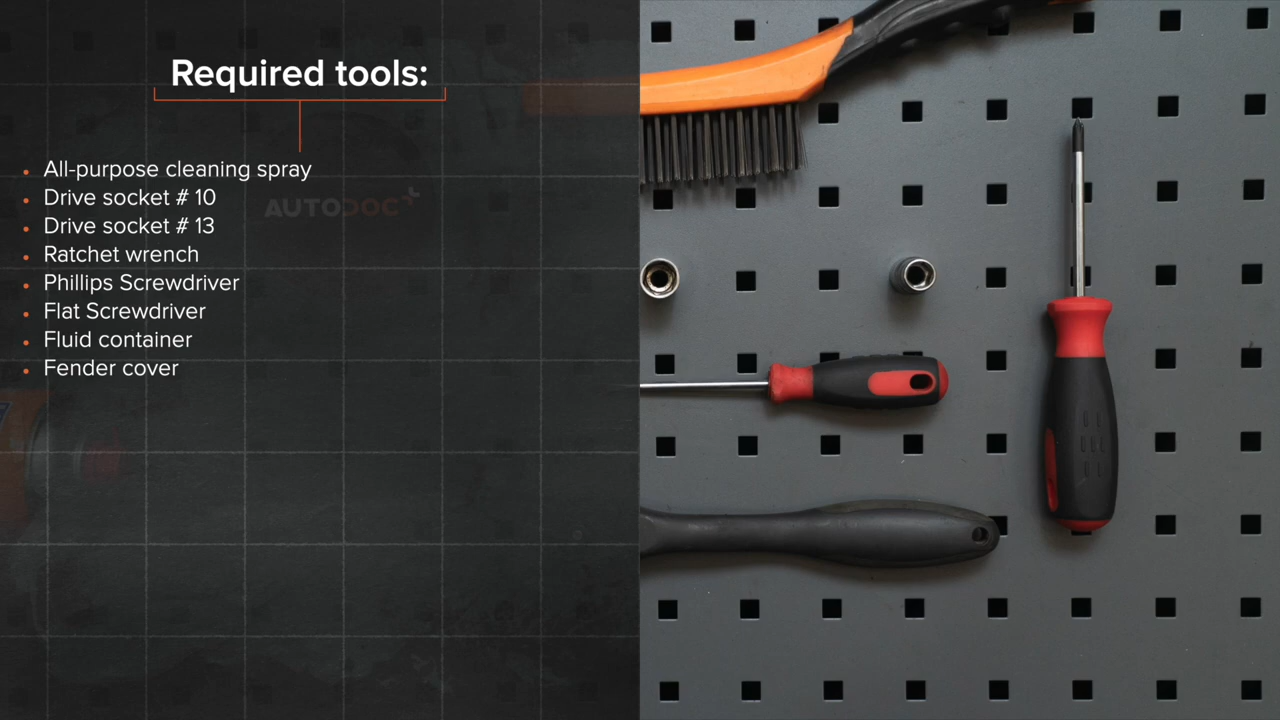 Required tools:
All-purpose cleaning spray
Drive socket # 10
AUTODOC
Drive socket # 13
Ratchet wrench
Phillips Screwdriver
Flat Screwdriver
Fluid container
Fender cover